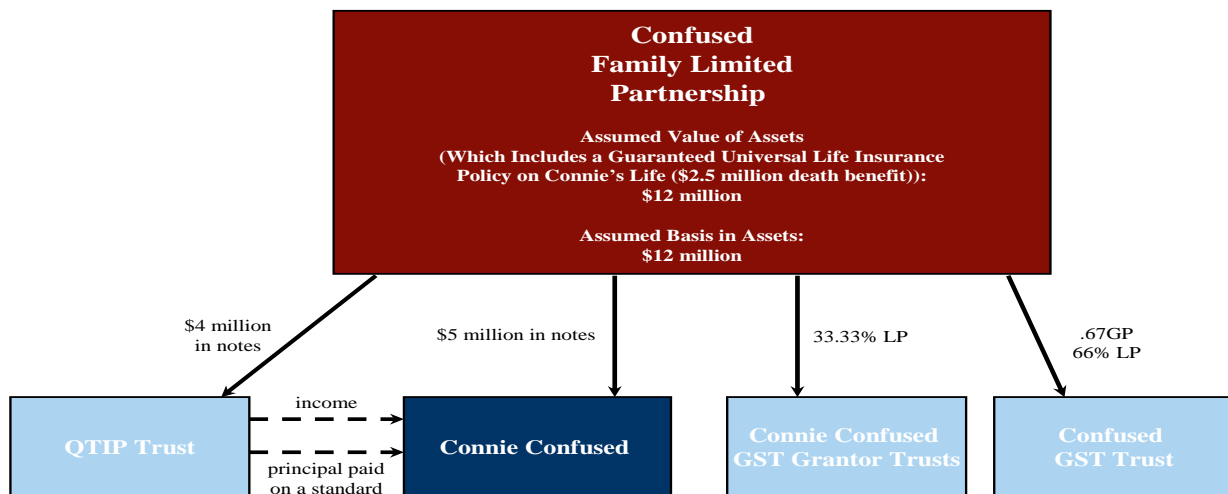 Confused
Family Limited
Partnership
Assumed Value of Assets
(Which Includes a Guaranteed Universal Life Insurance
Policy on Connie's Life ($2.5 million death benefit)):
$12 million
Assumed Basis in Assets:
$12 million
$4 million
in notes
$5 million in notes
33.33% LP
.67GP
66% LP
QTIP Trust
income
principal paid
on a standard
Connie Confused
Connie Confused
GST Grantor Trusts
Confused
GST Trust